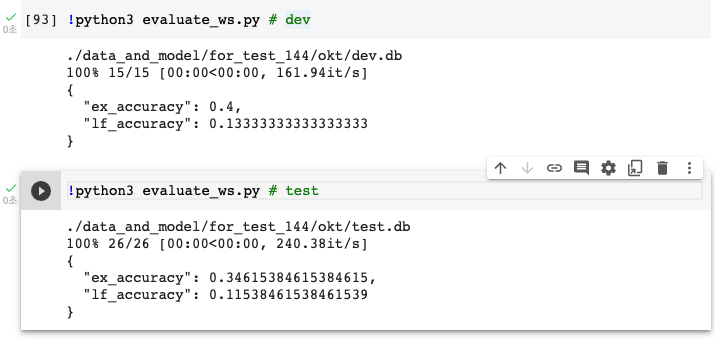 [93] !python3 evaluate_ws.py # dev
0초
./data_and_model/for_test_144/okt/dev.db
100% 15/15 [00:00<00:00, 161.94it/s]
{
  "ex_accuracy": 0.4,
  "lf_accuracy": 0.13333333333333333
}
!python3 evaluate_ws.py # test
0초
./data_and_model/for_test_144/okt/test.db
100% 26/26 [00:00<00:00, 240.38it/s]
{
  "ex_accuracy": 0.34615384615384615,
  "lf_accuracy": 0.11538461538461539
}